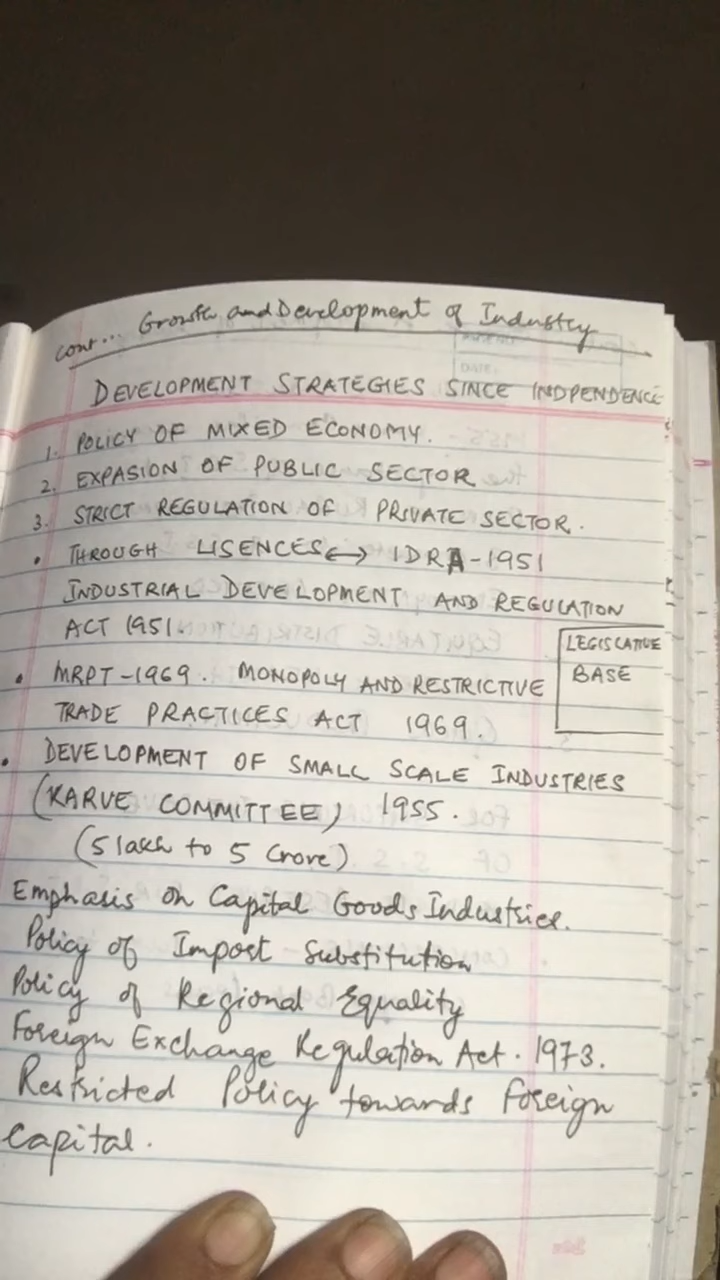 cont... Growth and Development of Industry
DEVELOPMENT STRATEGIES SINCE INDPENDENCE
1. POLICY OF MIXED ECONOMY.
2. EXPASION OF PUBLIC SECTOR
3. STRICT REGULATION OF PRIVATE SECTOR.
• THROUGH LISENCES ↔ IDRA-1951
INDUSTRIAL DEVELOPMENT AND REGULATION
ACT 1951.
LEGISCATIVE
BASE
• MRPT-1969. MONOPOLY AND RESTRICTIVE
TRADE PRACTICES ACT 1969.
• DEVELOPMENT OF SMALL SCALE INDUSTRIES
(KARVE COMMITTEE) 1955.
(5 lakh to 5 Crore)
Emphasis on Capital Goods Industries.
Policy of Import Substitution
Policy of Regional Equality
Foreign Exchange Regulation Act. 1973.
Restricted Policy towards foreign
capital.